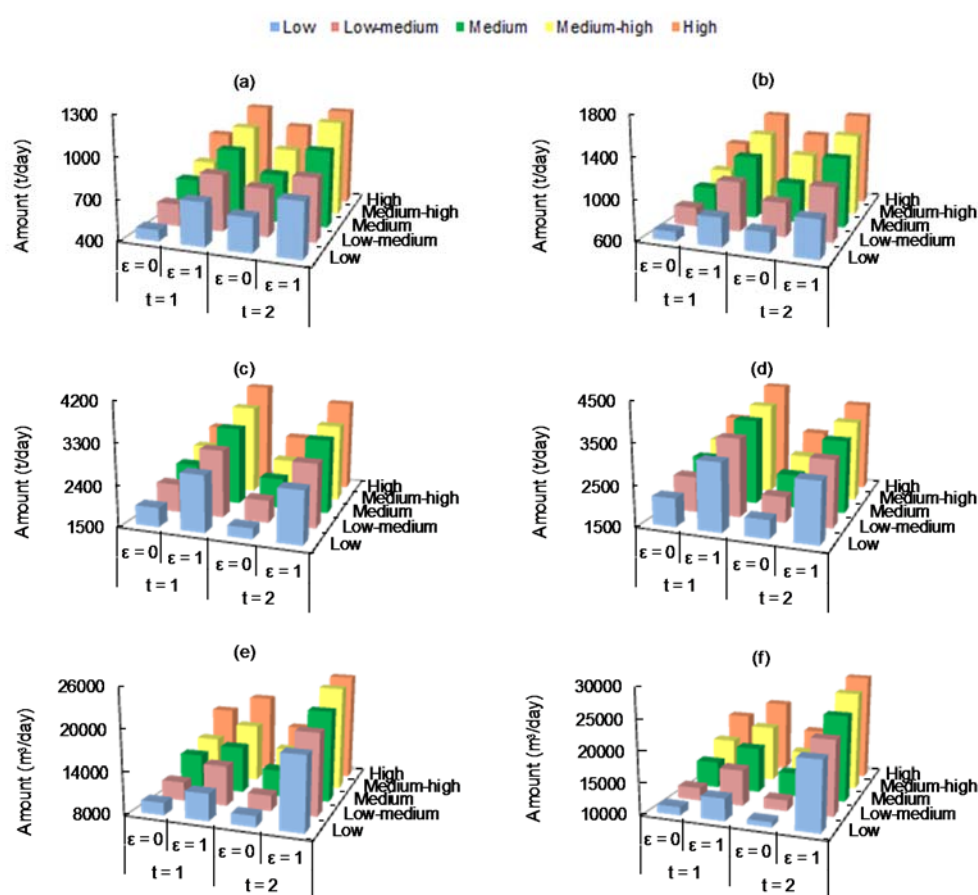 Low Low-medium Medium Medium-high High
(a)
Amount (t/day)
1300
1000
700
400
ε = 0 ε = 1 ε = 0 ε = 1
t = 1 t = 2
High
Medium-high
Medium
Low-medium
Low
(b)
Amount (t/day)
1800
1400
1000
600
ε = 0 ε = 1 ε = 0 ε = 1
t = 1 t = 2
High
Medium-high
Medium
Low-medium
Low
(c)
Amount (t/day)
4200
3300
2400
1500
ε = 0 ε = 1 ε = 0 ε = 1
t = 1 t = 2
High
Medium-high
Medium
Low-medium
Low
(d)
Amount (t/day)
4500
3500
2500
1500
ε = 0 ε = 1 ε = 0 ε = 1
t = 1 t = 2
High
Medium-high
Medium
Low-medium
Low
(e)
Amount (m³/day)
26000
20000
14000
8000
ε = 0 ε = 1 ε = 0 ε = 1
t = 1 t = 2
High
Medium-high
Medium
Low-medium
Low
(f)
Amount (m³/day)
30000
25000
20000
15000
10000
ε = 0 ε = 1 ε = 0 ε = 1
t = 1 t = 2
High
Medium-high
Medium
Low-medium
Low